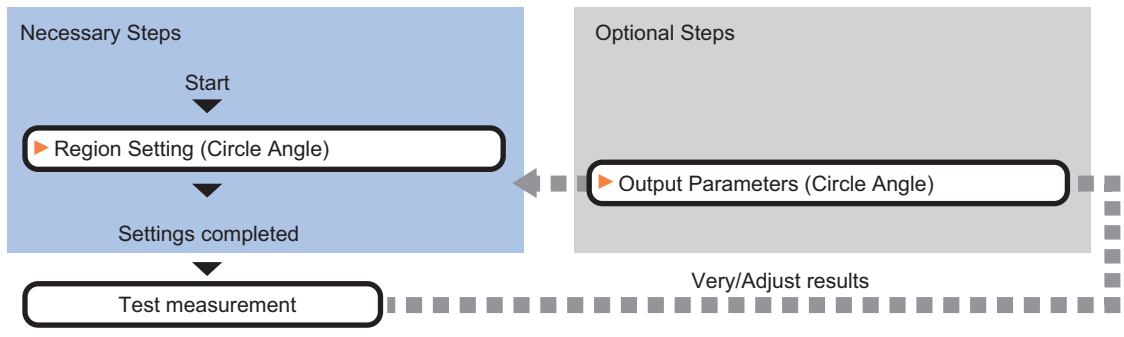 Necessary Steps
Start
Region Setting (Circle Angle)
Settings completed
Test measurement
Optional Steps
Output Parameters (Circle Angle)
Very/Adjust results